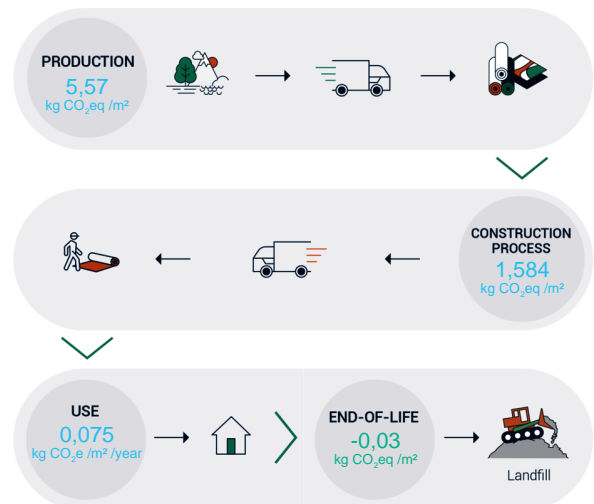 PRODUCTION
5,57
kg CO₂eq /m²
CONSTRUCTION
PROCESS
1,584
kg CO₂eq /m²
USE
0,075
kg CO₂e /m² /year
END-OF-LIFE
-0,03
kg CO₂eq /m²
Landfill